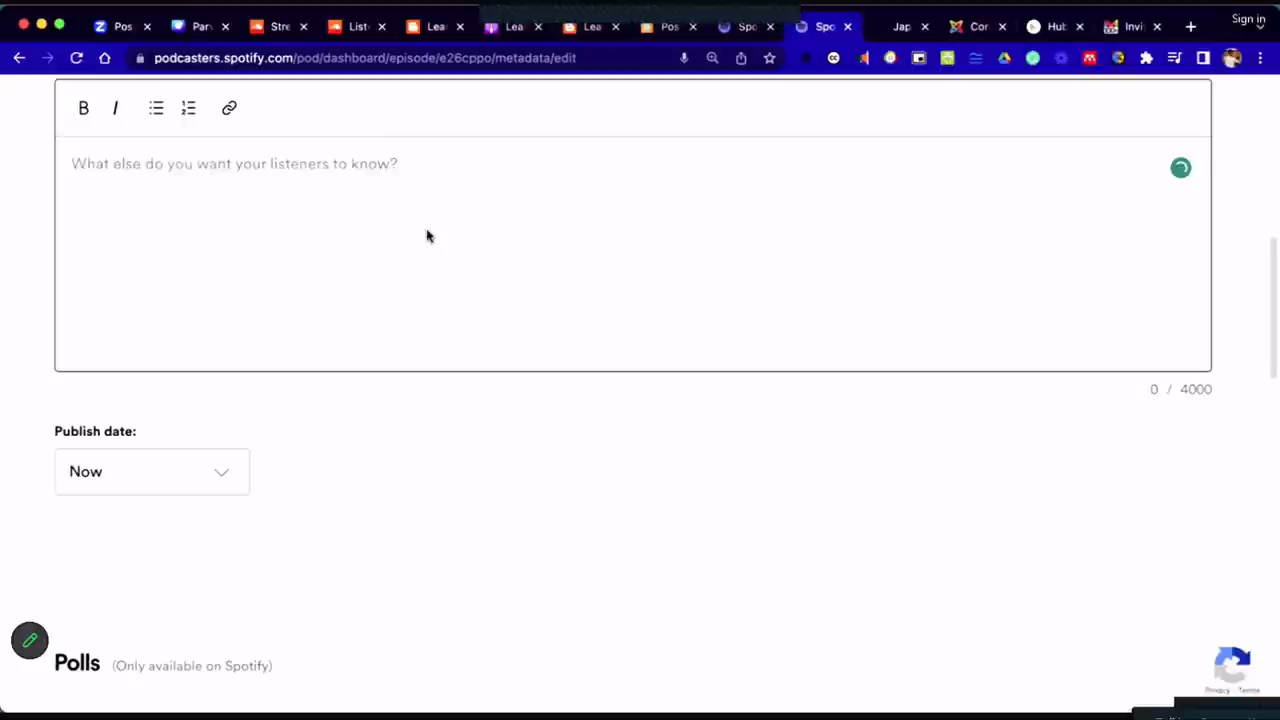 Sign in
Pos
Par
Stre
List
Lea
Lea
Lea
Pos
Spo
Spo
Jap
Cor
Hub
Invi
podcasters.spotify.com/pod/dashboard/episode/e26cppo/metadata/edit
B I
What else do you want your listeners to know?
0 / 4000
Publish date:
Now
Polls (Only available on Spotify)
Privacy - Terms